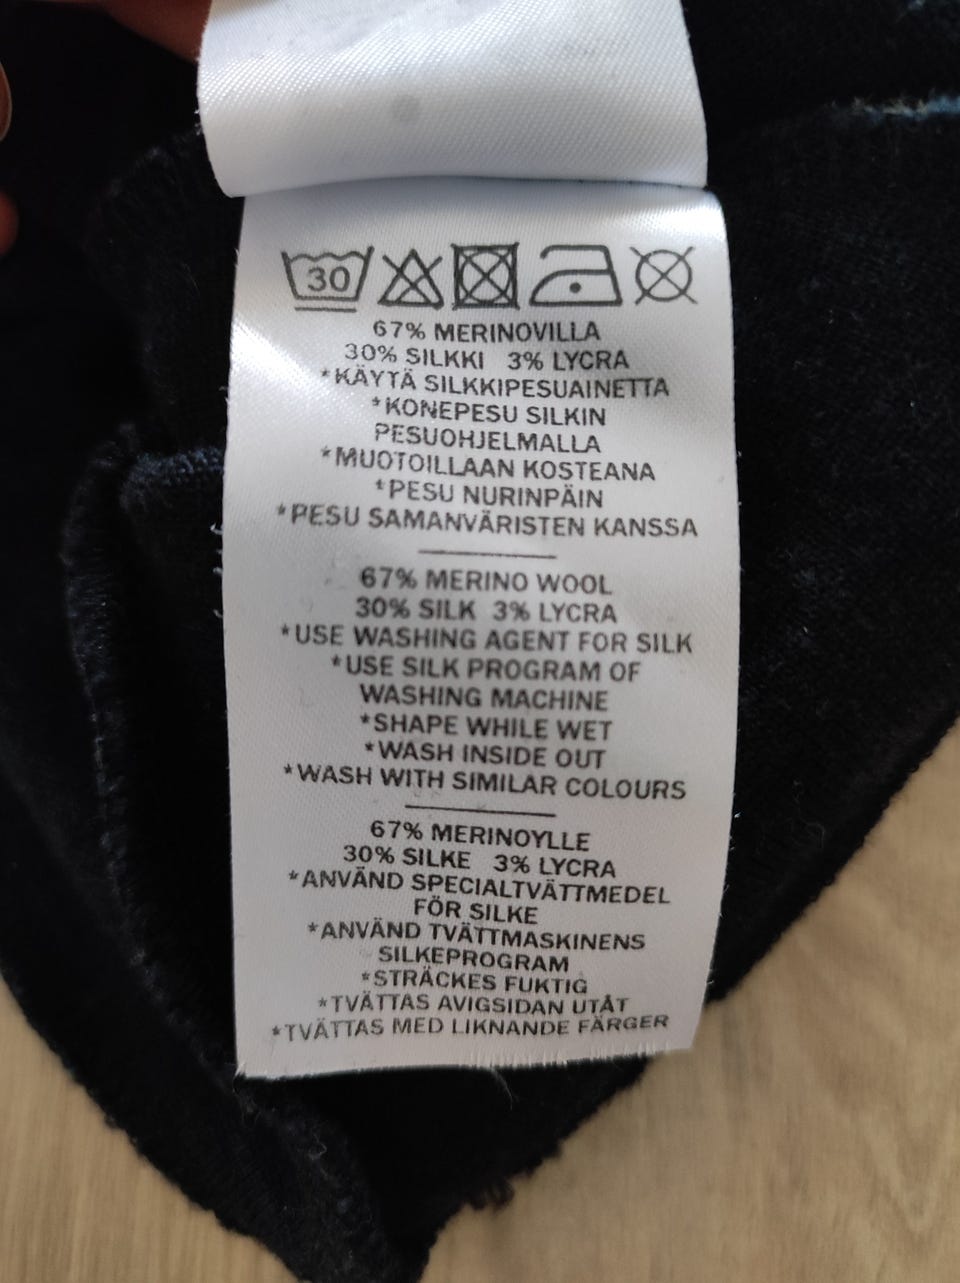 30
67% MERINOVILLA
30% SILKKI 3% LYCRA
*KÄYTÄ SILKKIPESUAINETTA
*KONEPESU SILKIN
PESUOHJELMALLA
*MUOTOILLAAN KOSTEANA
*PESU NURINPÄIN
*PESU SAMANVÄRISTEN KANSSA
67% MERINO WOOL
30% SILK 3% LYCRA
*USE WASHING AGENT FOR SILK
*USE SILK PROGRAM OF
WASHING MACHINE
*SHAPE WHILE WET
*WASH INSIDE OUT
*WASH WITH SIMILAR COLOURS
67% MERINOYLLE
30% SILKE 3% LYCRA
*ANVÄND SPECIALTVÄTTMEDEL
FÖR SILKE
*ANVÄND TVÄTTMASKINENS
SILKEPROGRAM
*STRÄCKES FUKTIG
*TVÄTTAS AVIGSIDAN UTÅT
*TVÄTTAS MED LIKNANDE FÄRGER